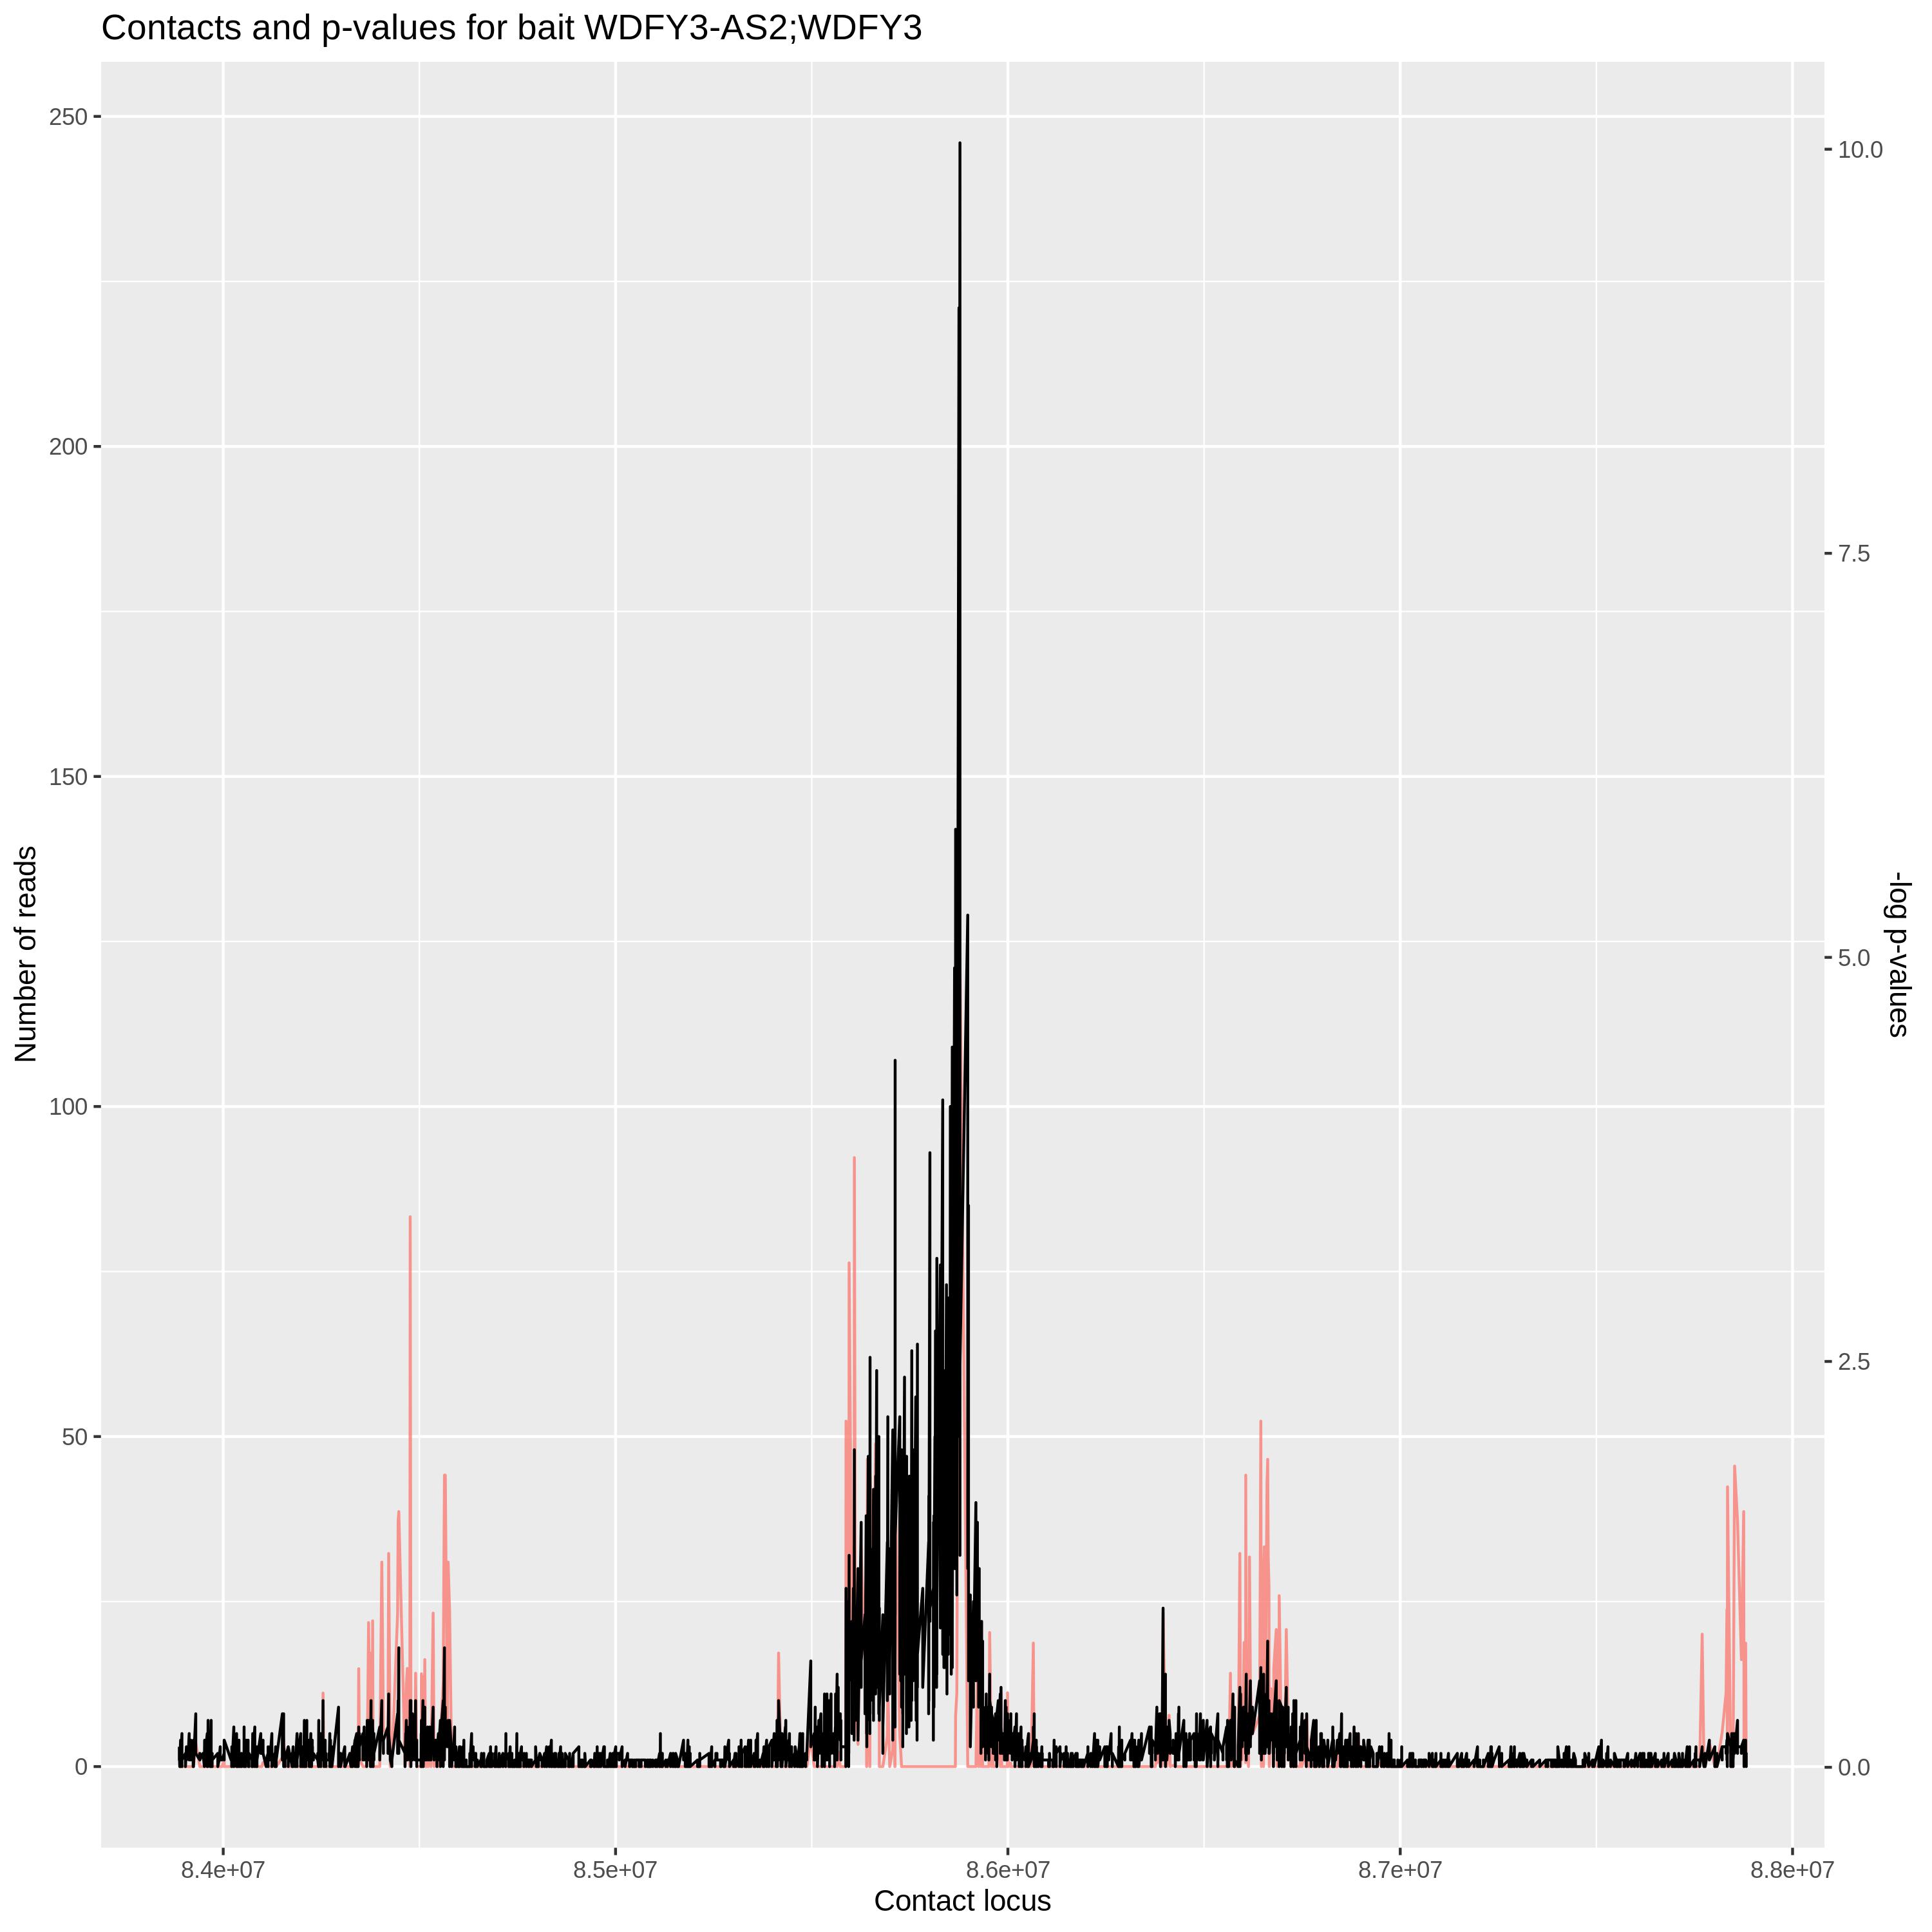 Contacts and p-values for bait WDFY3-AS2;WDFY3
250
200
150
100
50
0
Number of reads
10.0
7.5
5.0
2.5
0.0
-log p-values
8.4e+07
8.5e+07
8.6e+07
8.7e+07
8.8e+07
Contact locus